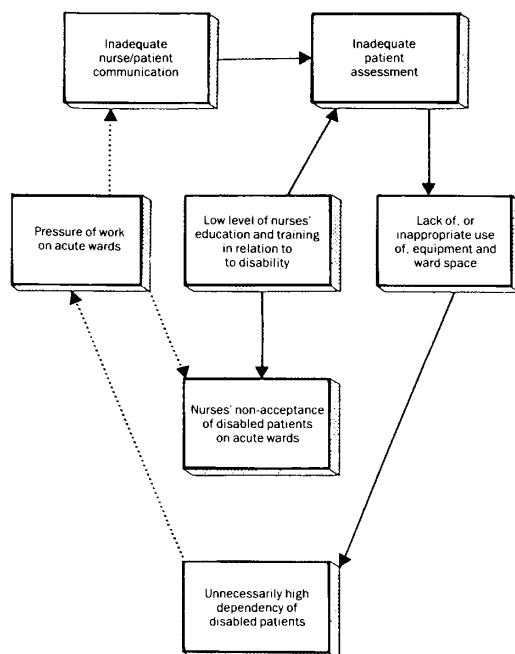 Inadequate
nurse/patient
communication
Inadequate
patient
assessment
Pressure of work
on acute wards
Low level of nurses'
education and training
in relation to
to disability
Lack of, or
inappropriate use
of, equipment and
ward space
Nurses' non-acceptance
of disabled patients
on acute wards
Unnecessarily high
dependency of
disabled patients